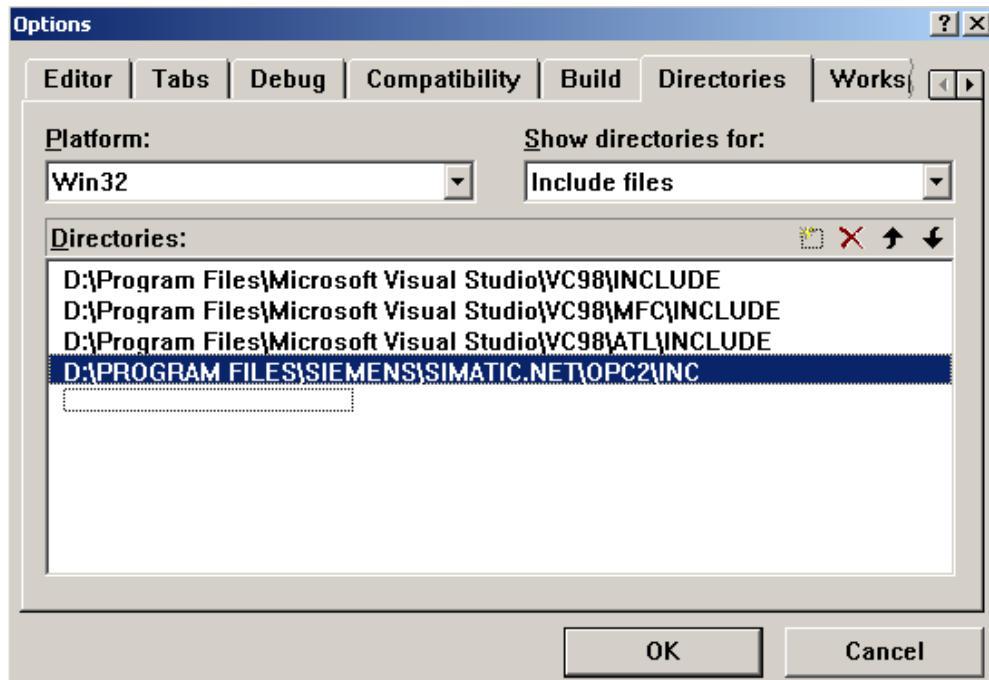 Options
Editor Tabs Debug Compatibility Build Directories
Platform: Show directories for:
Win32 Include files
Directories:
D:\Program Files\Microsoft Visual Studio\VC98\INCLUDE
D:\Program Files\Microsoft Visual Studio\VC98\MFC\INCLUDE
D:\Program Files\Microsoft Visual Studio\VC98\ATL\INCLUDE
D:\PROGRAM FILES\SIEMENS\SIMATIC.NET\OPC2\INC
OK Cancel